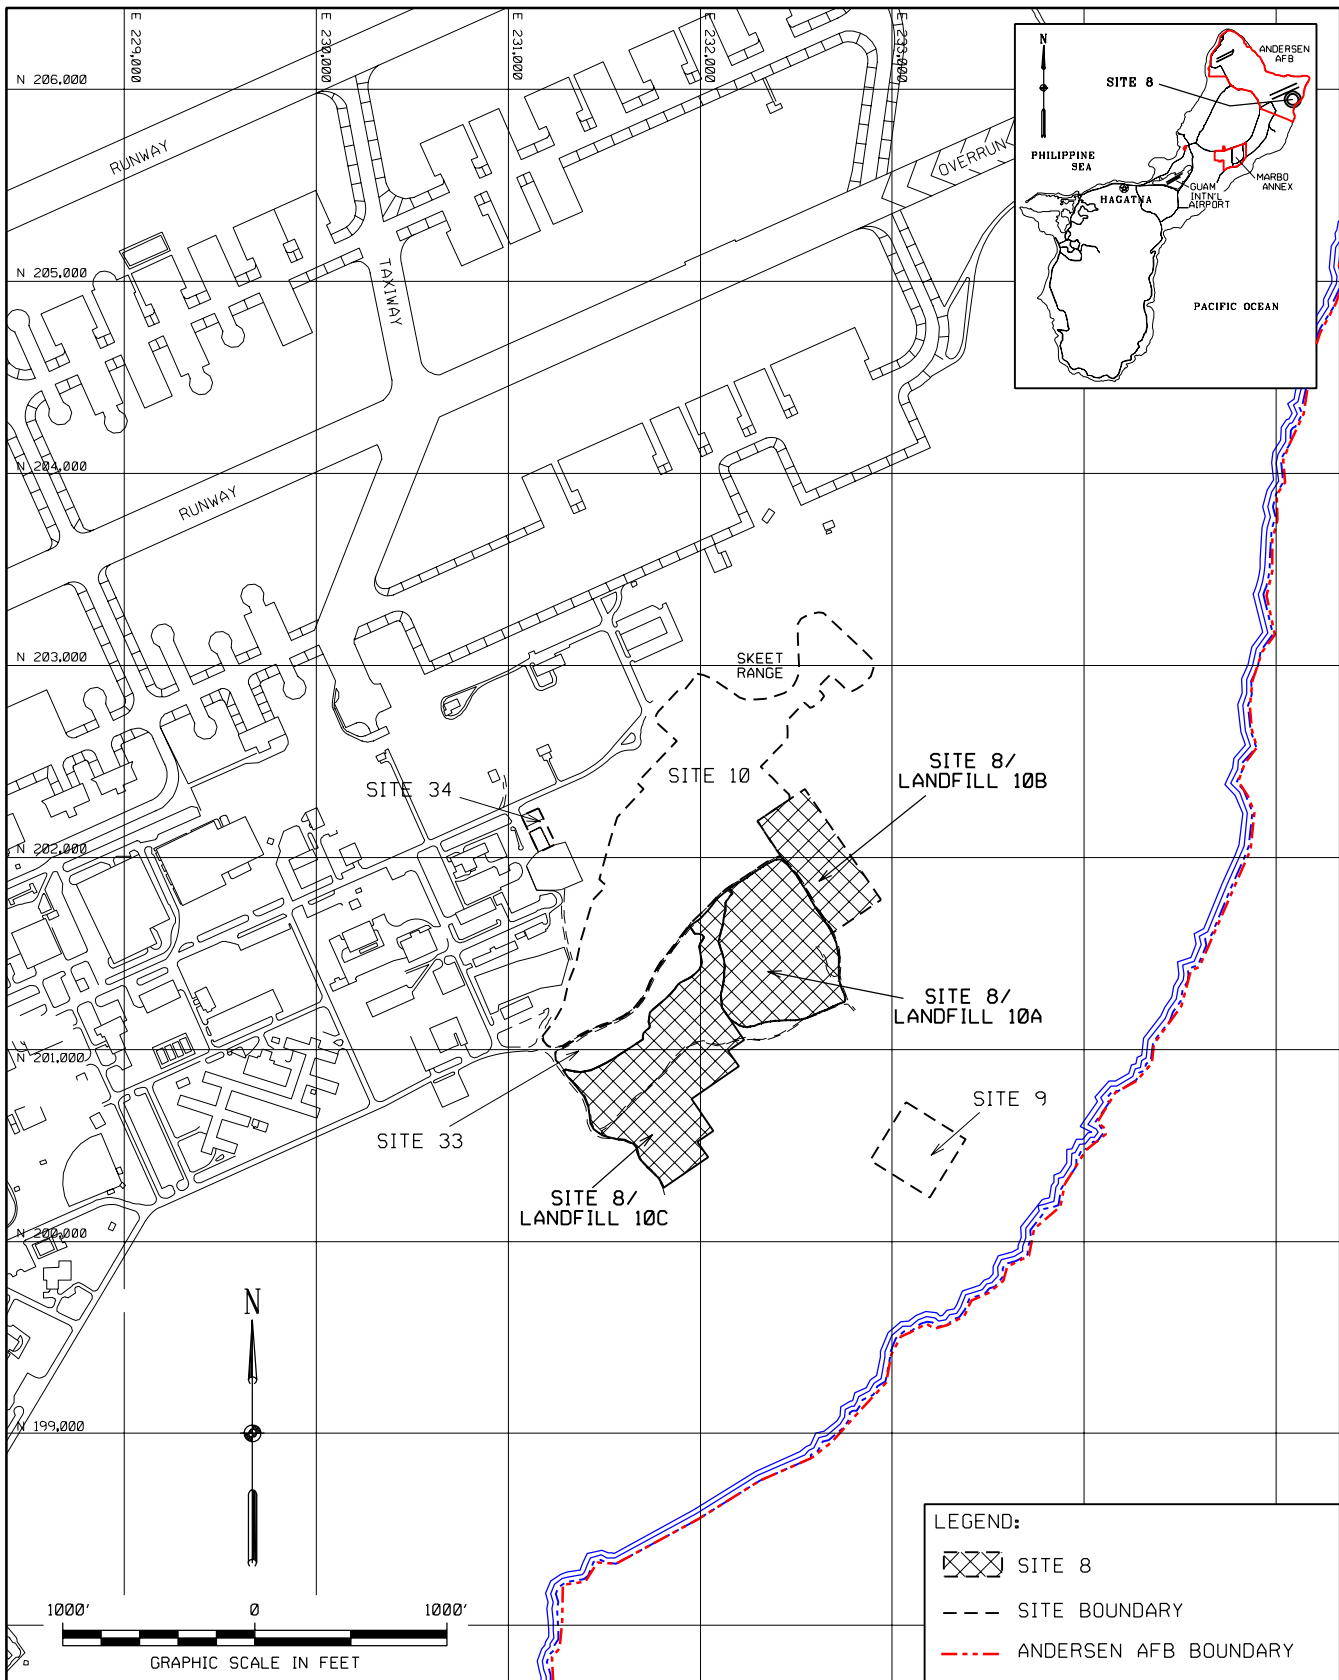 E 229,000
E 230,000
E 231,000
E 232,000
E 233,000
N 206,000
RUNWAY
OVERRUN
N
ANDERSEN
AFB
SITE 8
PHILIPPINE
SEA
MARBO
ANNEX
GUAM
INTN'L
AIRPORT
HAGATNA
PACIFIC OCEAN
N 205,000
TAXIWAY
N 204,000
RUNWAY
N 203,000
SKEET
RANGE
SITE 34
SITE 10
SITE 8/
LANDFILL 10B
N 202,000
SITE 8/
LANDFILL 10A
N 201,000
SITE 33
SITE 9
SITE 8/
LANDFILL 10C
N 200,000
N
N 199,000
LEGEND:
SITE 8
SITE BOUNDARY
ANDERSEN AFB BOUNDARY
1000' 0 1000'
GRAPHIC SCALE IN FEET